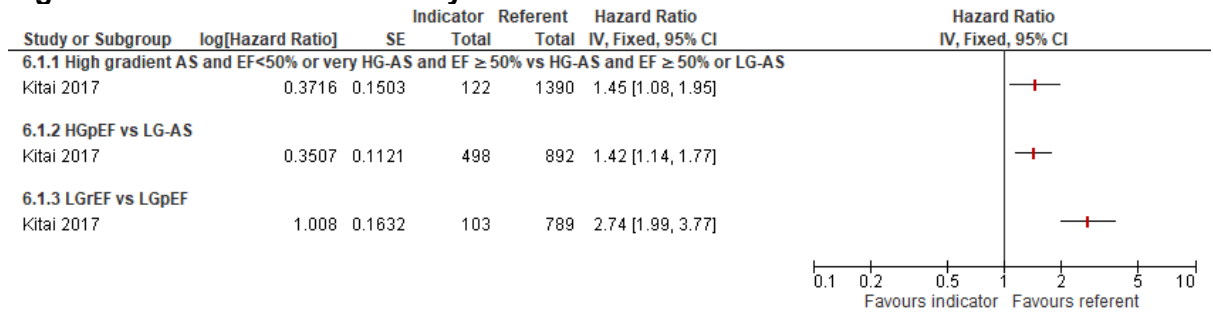 Indicator Referent Hazard Ratio Hazard Ratio
Study or Subgroup log[Hazard Ratio] SE Total Total IV, Fixed, 95% CI IV, Fixed, 95% CI
6.1.1 High gradient AS and EF<50% or very HG-AS and EF ≥ 50% vs HG-AS and EF ≥ 50% or LG-AS
Kitai 2017 0.3716 0.1503 122 1390 1.45 [1.08, 1.95]
6.1.2 HGpEF vs LG-AS
Kitai 2017 0.3507 0.1121 498 892 1.42 [1.14, 1.77]
6.1.3 LGrEF vs LGpEF
Kitai 2017 1.008 0.1632 103 789 2.74 [1.99, 3.77]
0.1 0.2 0.5 1 2 5 10
Favours indicator Favours referent